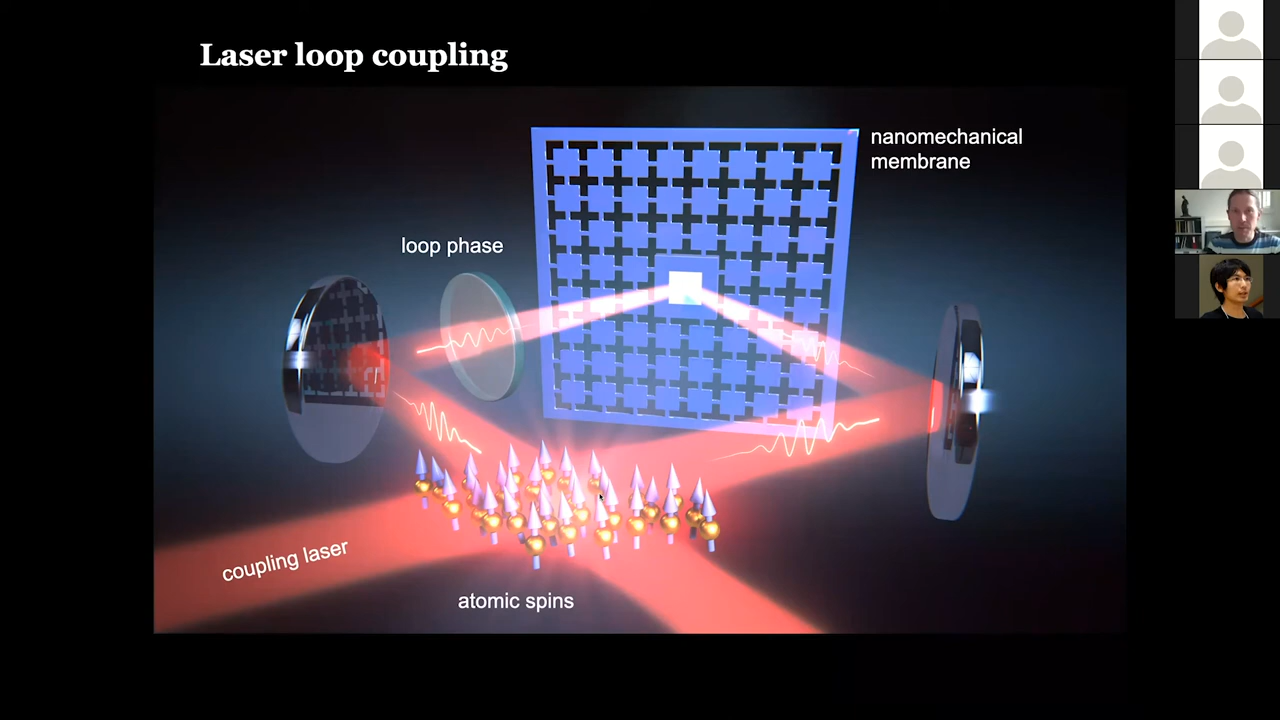 Laser loop coupling
nanomechanical
membrane
loop phase
coupling laser
atomic spins